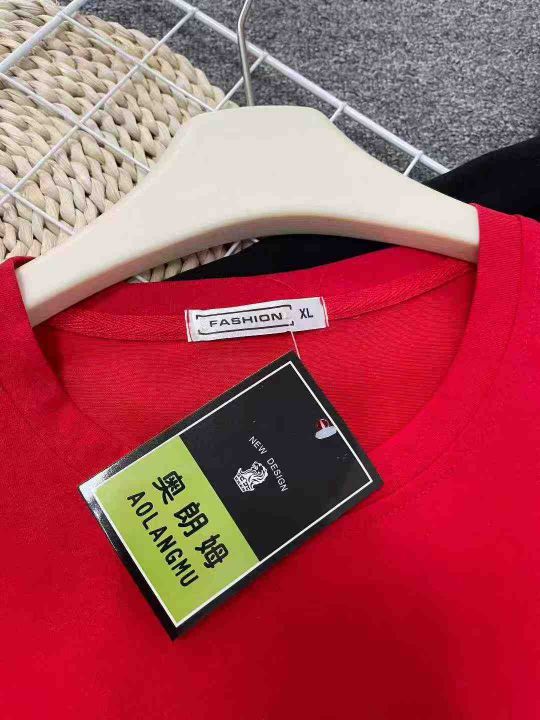 FASHION XL
NEW DESIGN
奥朗姆
AOLANGMU